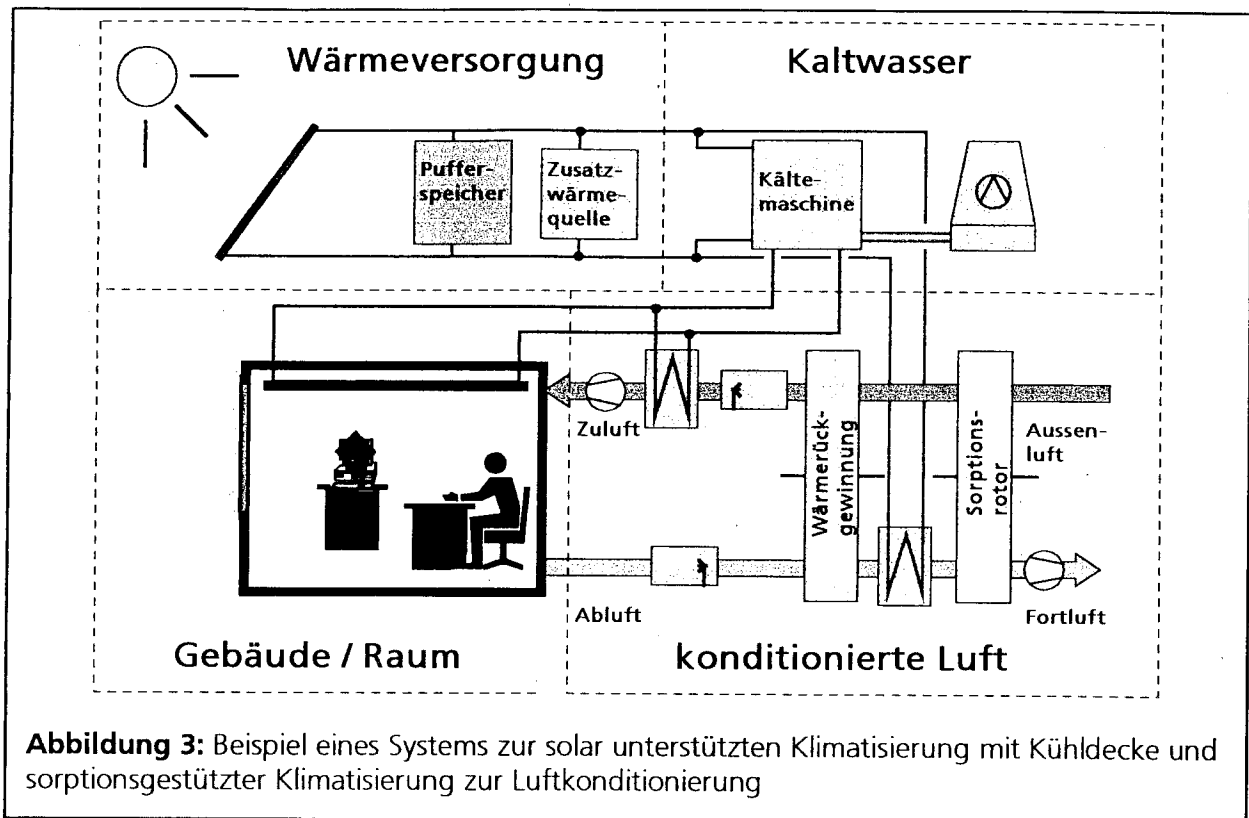 Wärmeversorgung
Kaltwasser
Puffer-
speicher
Zusatz-
wärme-
quelle
Kälte-
maschine
Zuluft
Wärmerück-
gewinnung
Sorptions-
rotor
Aussen-
luft
Abluft
Fortluft
Gebäude / Raum
konditionierte Luft
Abbildung 3: Beispiel eines Systems zur solar unterstützten Klimatisierung mit Kühldecke und
sorptionsgestützter Klimatisierung zur Luftkonditionierung